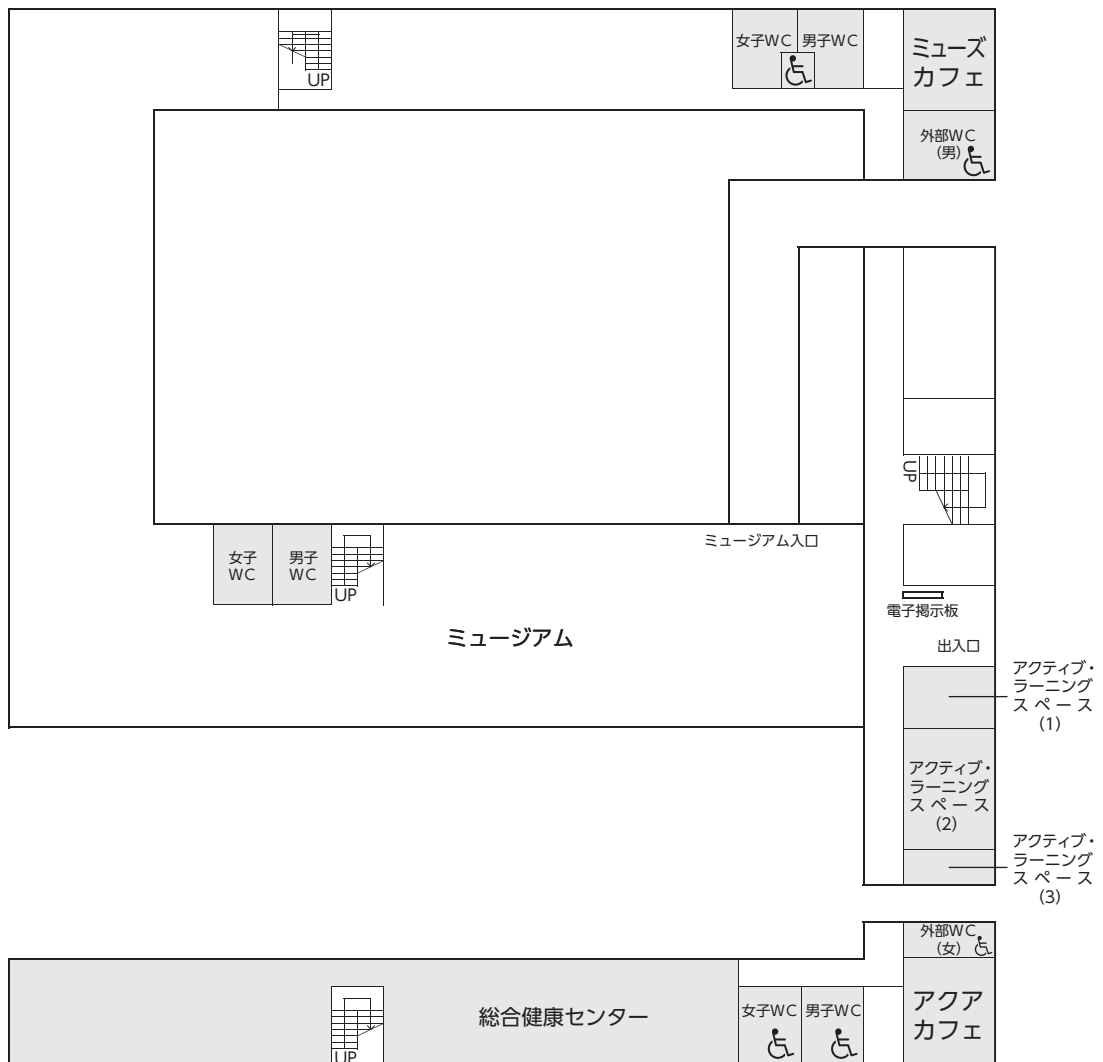 女子WC 男子WC
ミューズ
カフェ
UP
外部WC
(男)
UP
ミュージアム入口
女子
WC
男子
WC
UP
電子掲示板
ミュージアム
出入口
アクティブ・
ラーニング
スペース
(1)
アクティブ・
ラーニング
スペース
(2)
アクティブ・
ラーニング
スペース
(3)
外部WC
(女)
総合健康センター
女子WC 男子WC
アクア
カフェ
UP